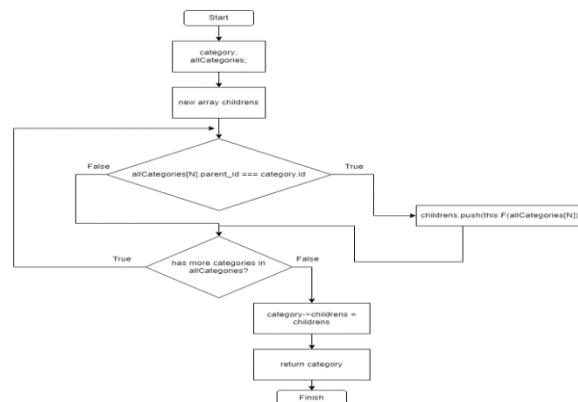 Start
category;
allCategories;
new array childrens
False
allCategories[N].parent_id === category.id
True
childrens.push(this.F(allCategories[N])
True
has more categories in
allCategories?
False
category->childrens =
childrens
return category
Finish